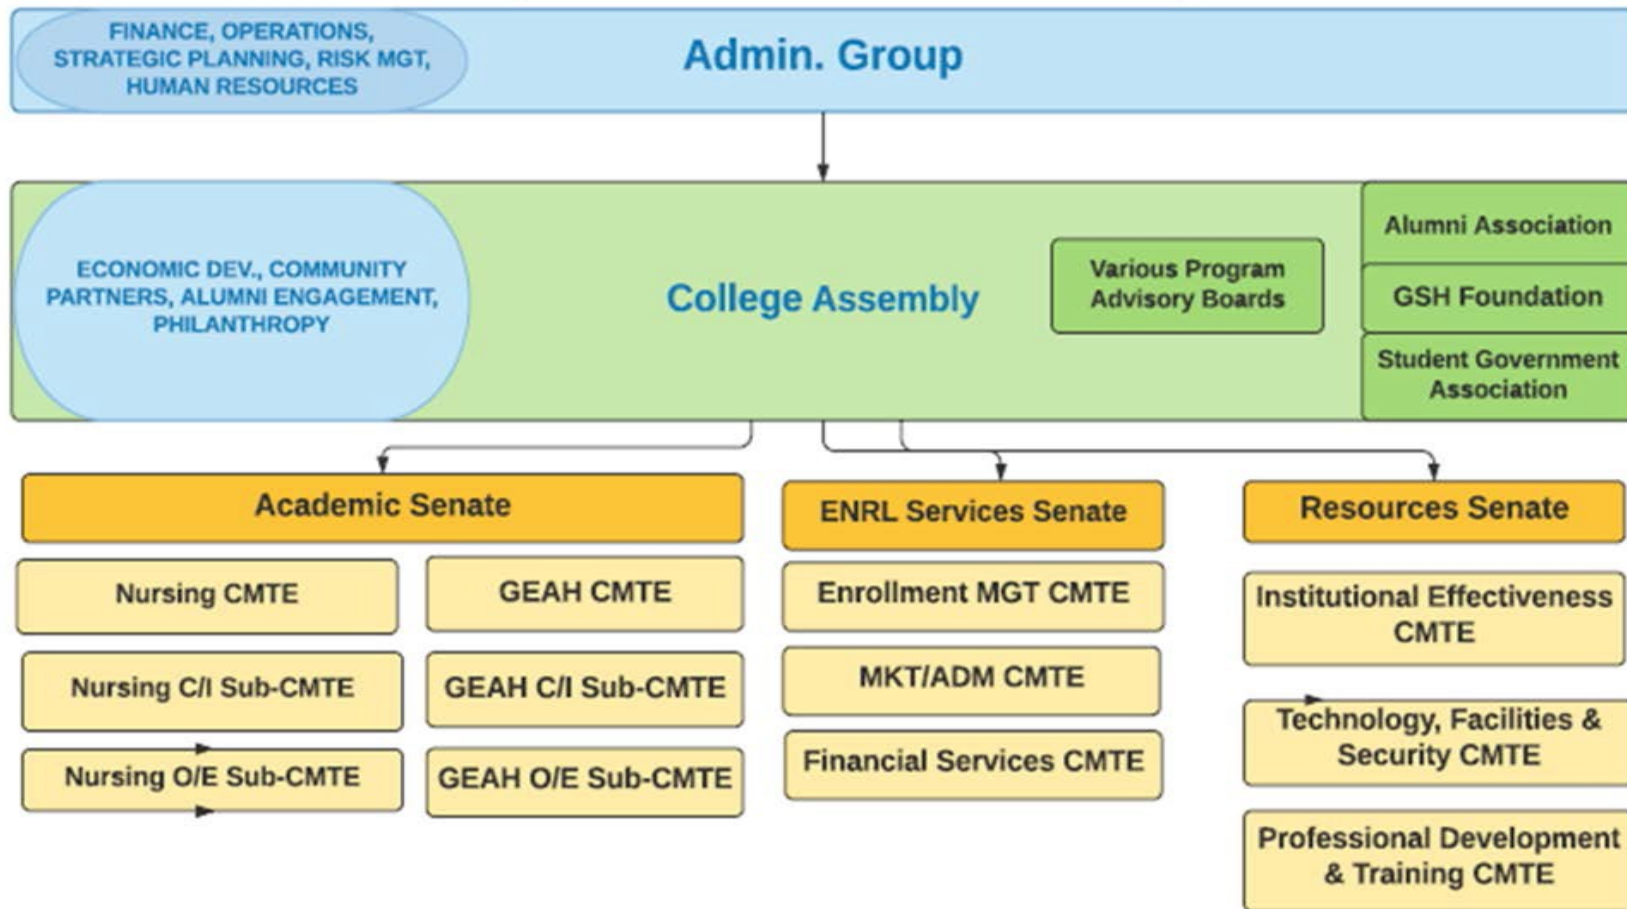 FINANCE, OPERATIONS,
STRATEGIC PLANNING, RISK MGT,
HUMAN RESOURCES
Admin. Group
ECONOMIC DEV., COMMUNITY
PARTNERS, ALUMNI ENGAGEMENT,
PHILANTHROPY
College Assembly
Various Program
Advisory Boards
Alumni Association
GSH Foundation
Student Government
Association
Academic Senate
Nursing CMTE
GEAH CMTE
Nursing C/I Sub-CMTE
GEAH C/I Sub-CMTE
Nursing O/E Sub-CMTE
GEAH O/E Sub-CMTE
ENRL Services Senate
Enrollment MGT CMTE
MKT/ADM CMTE
Financial Services CMTE
Resources Senate
Institutional Effectiveness
CMTE
Technology, Facilities &
Security CMTE
Professional Development
& Training CMTE